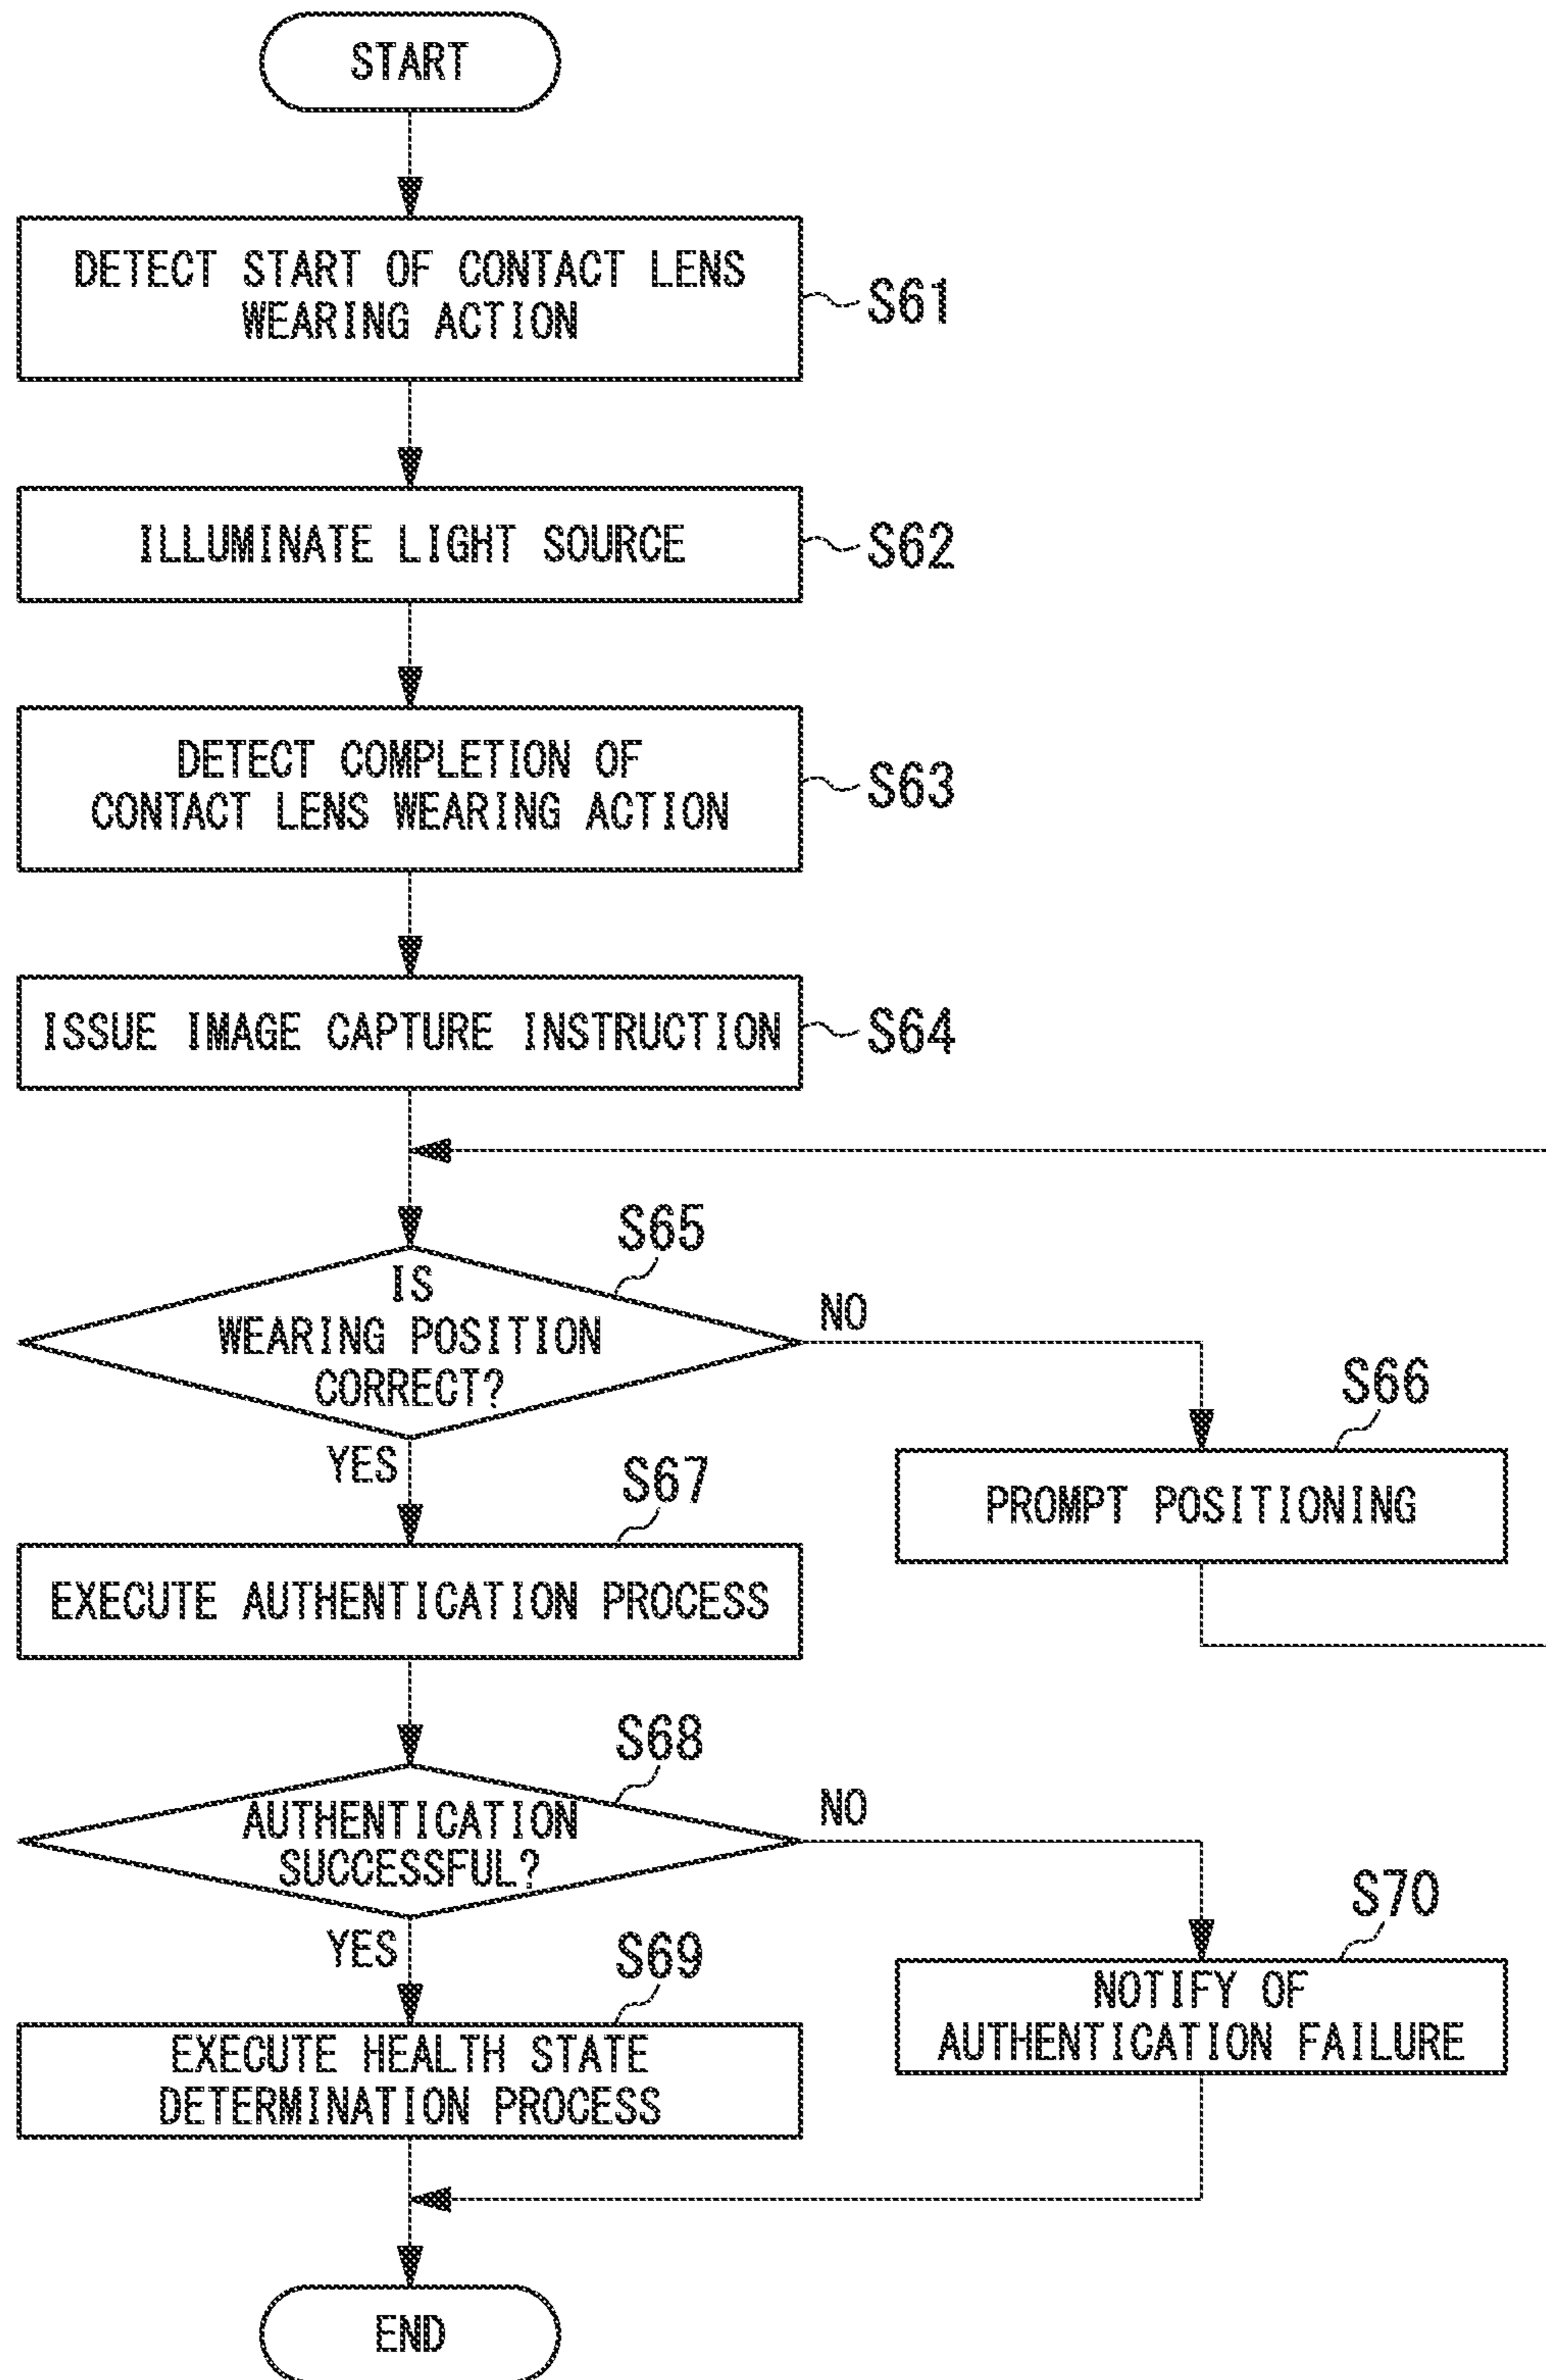 START
DETECT START OF CONTACT LENS
WEARING ACTION
S61
ILLUMINATE LIGHT SOURCE
S62
DETECT COMPLETION OF
CONTACT LENS WEARING ACTION
S63
ISSUE IMAGE CAPTURE INSTRUCTION
S64
S65
IS
WEARING POSITION
CORRECT?
NO
YES
S66
PROMPT POSITIONING
S67
EXECUTE AUTHENTICATION PROCESS
S68
AUTHENTICATION
SUCCESSFUL?
NO
YES
S70
NOTIFY OF
AUTHENTICATION FAILURE
S69
EXECUTE HEALTH STATE
DETERMINATION PROCESS
END